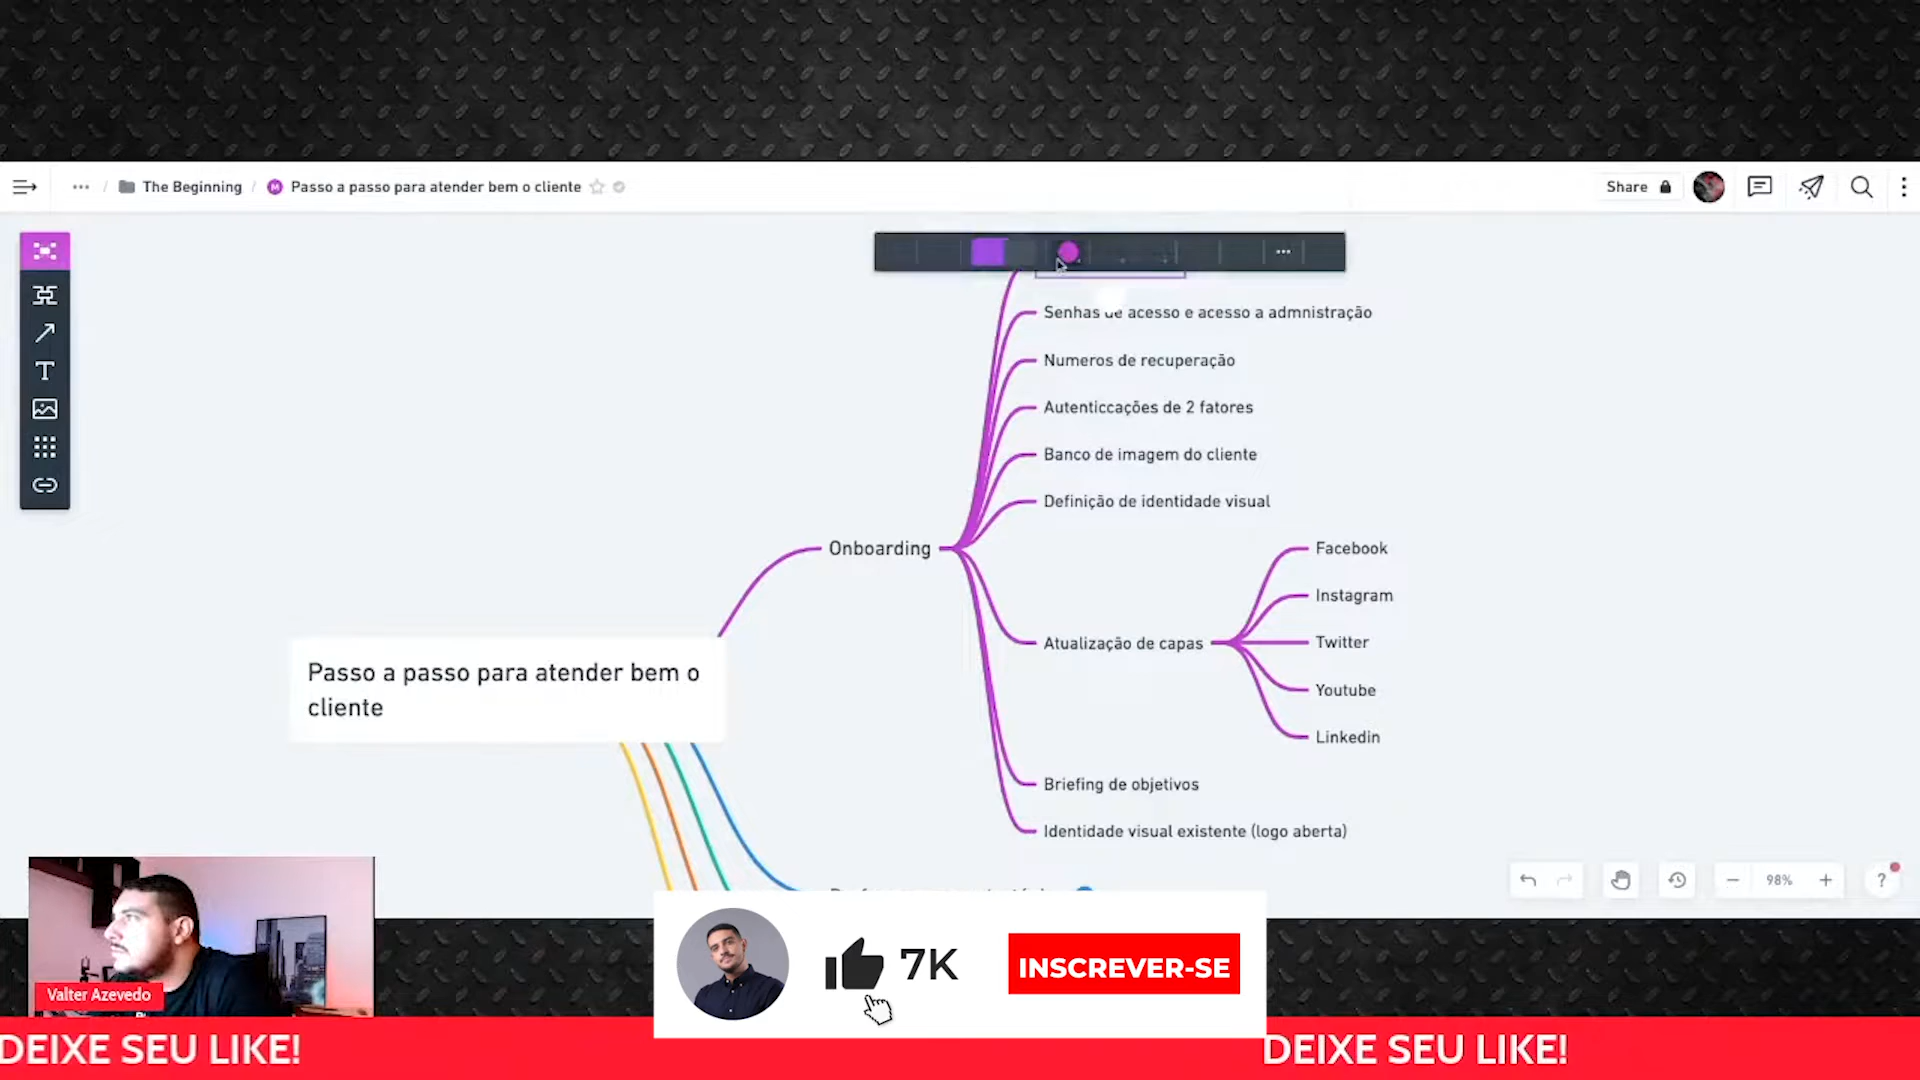 The Beginning / Passo a passo para atender bem o cliente
Share
Senhas de acesso e acesso a admnistração
Numeros de recuperação
Autenticcações de 2 fatores
Banco de imagem do cliente
Definição de identidade visual
Onboarding
Facebook
Instagram
Atualização de capas
Twitter
Youtube
Linkedin
Passo a passo para atender bem o
cliente
Briefing de objetivos
Identidade visual existente (logo aberta)
98%
?
7K
INSCREVER-SE
Valter Azevedo
DEIXE SEU LIKE!
DEIXE SEU LIKE!